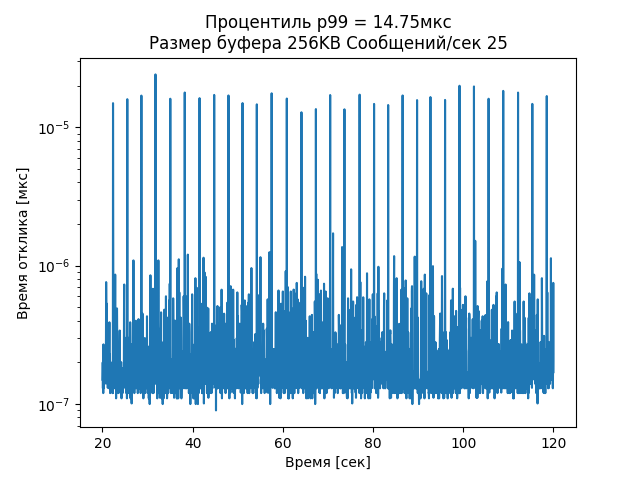 Процентиль p99 = 14.75мкс
Размер буфера 256KB Сообщений/сек 25
10⁻⁵
10⁻⁶
10⁻⁷
Время отклика [мкс]
20 40 60 80 100 120
Время [сек]